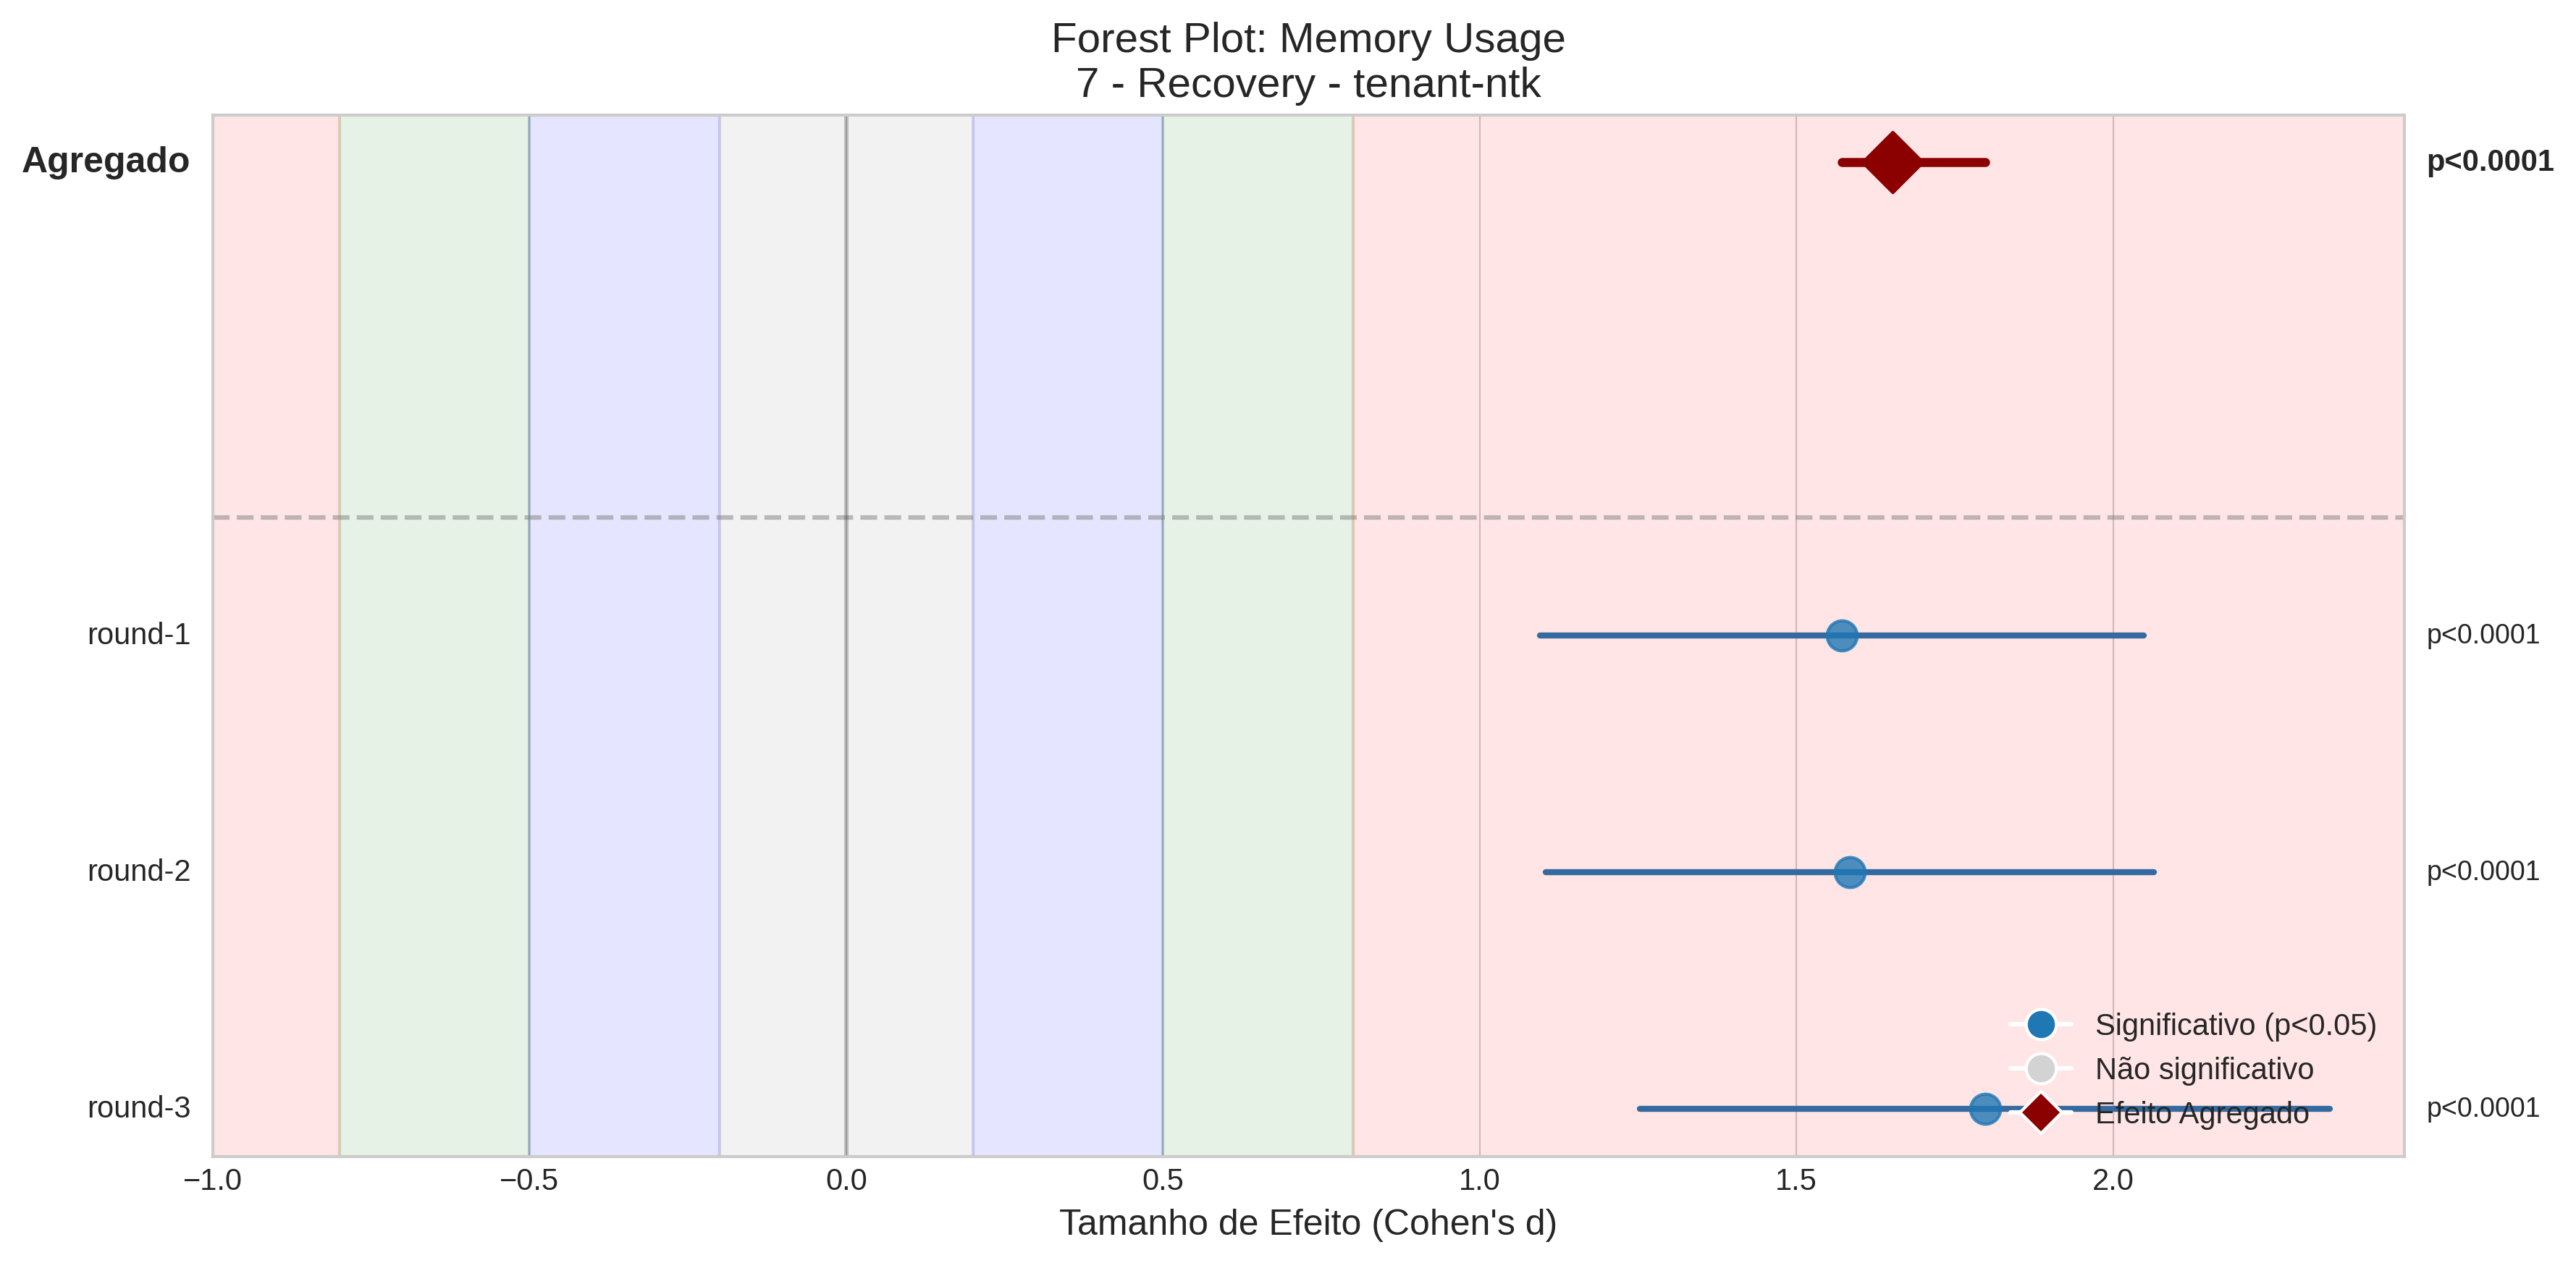 Forest Plot: Memory Usage
7 - Recovery - tenant-ntk
Agregado
p<0.0001
round-1
p<0.0001
round-2
p<0.0001
round-3
p<0.0001
Significativo (p<0.05)
Não significativo
Efeito Agregado
−1.0
−0.5
0.0
0.5
1.0
1.5
2.0
Tamanho de Efeito (Cohen's d)